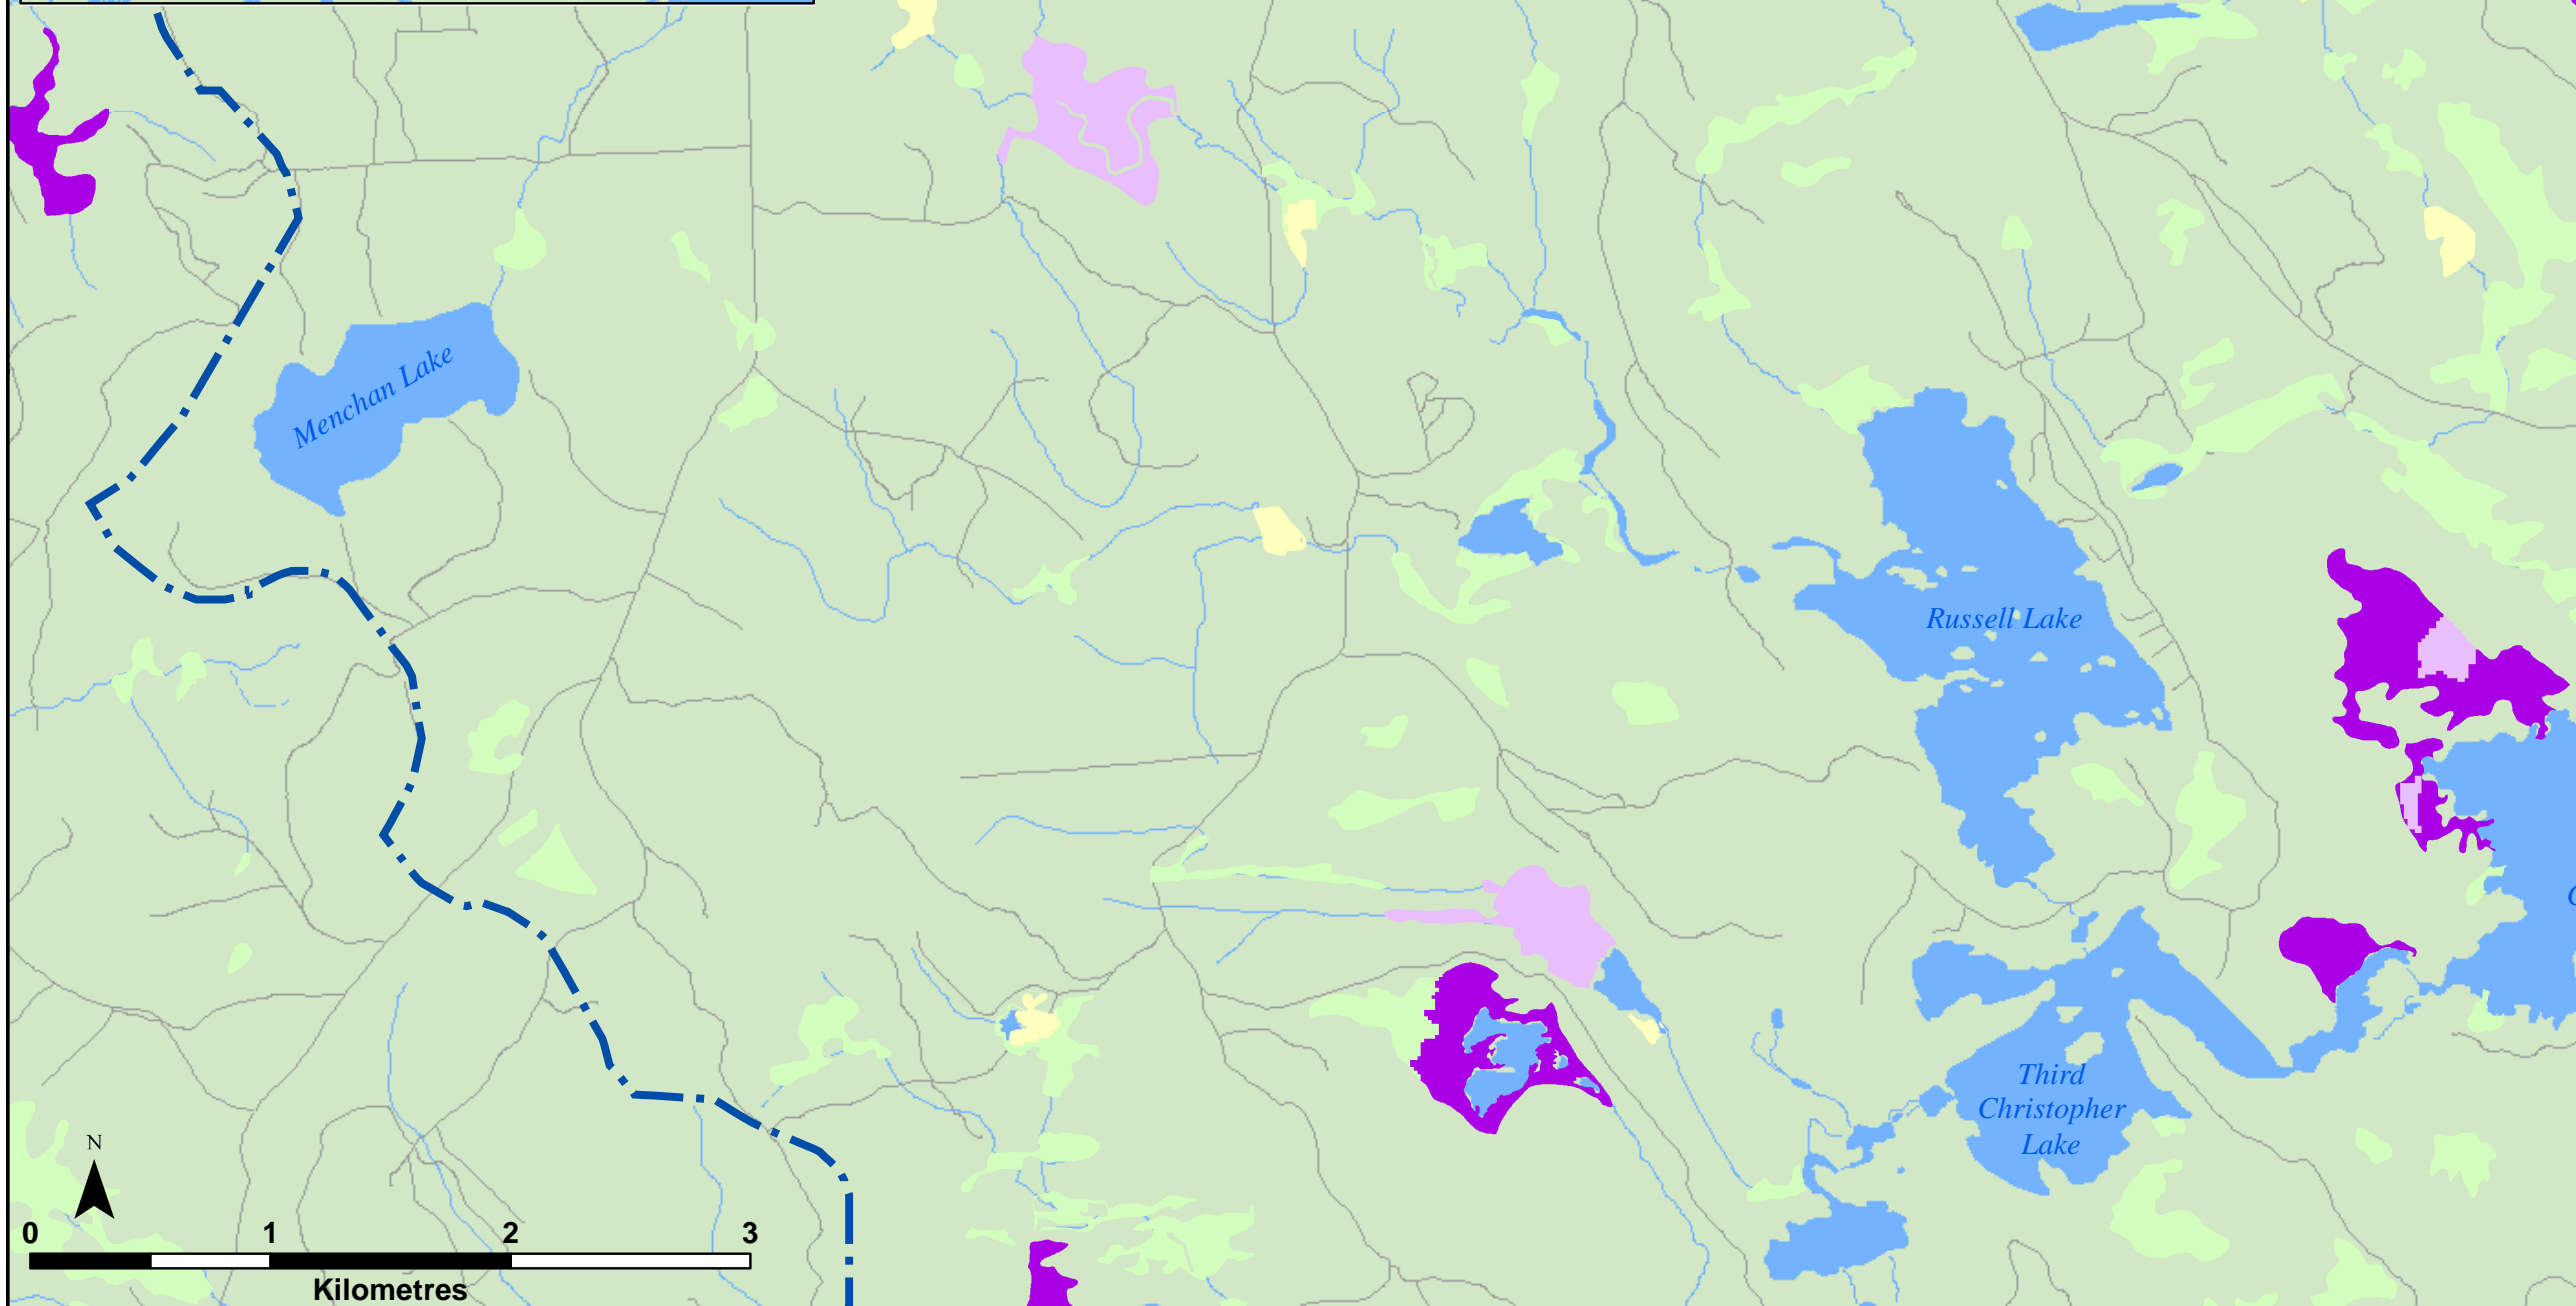 Menchan Lake
Russell Lake
Third
Christopher
Lake
N
0 1 2 3
Kilometres